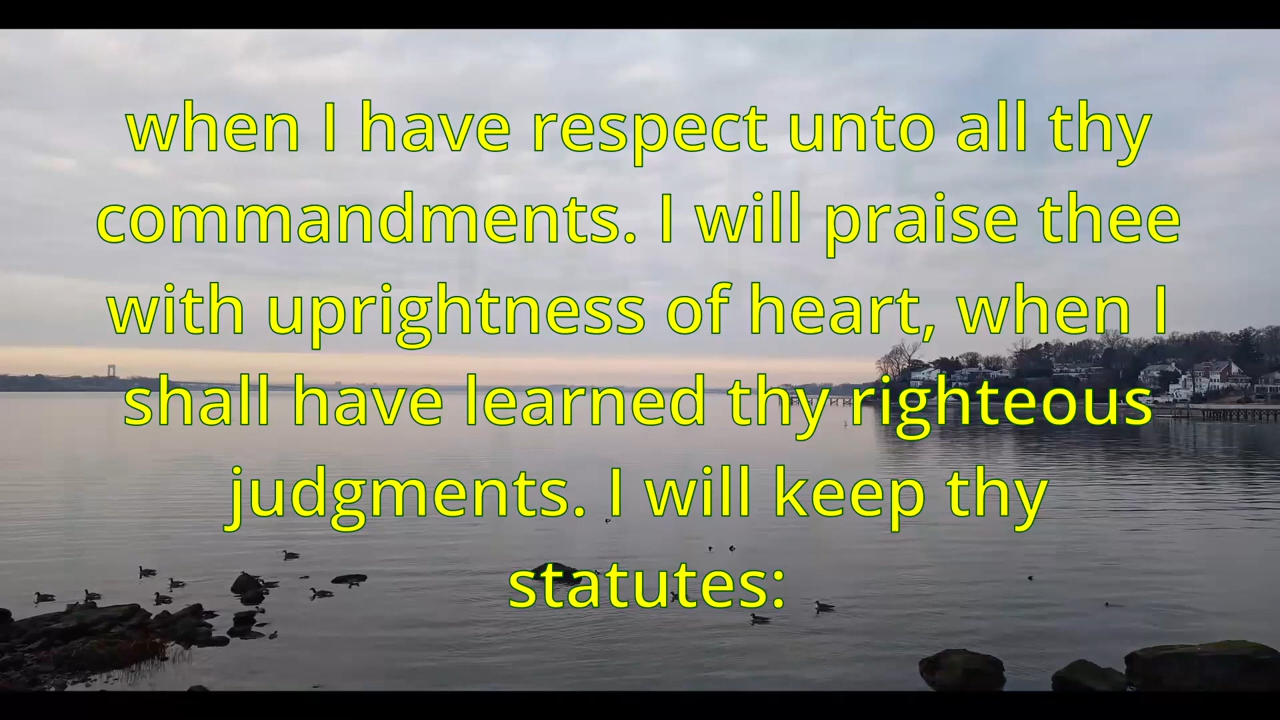 when I have respect unto all thy
commandments. I will praise thee
with uprightness of heart, when I
shall have learned thy righteous
judgments. I will keep thy
statutes: